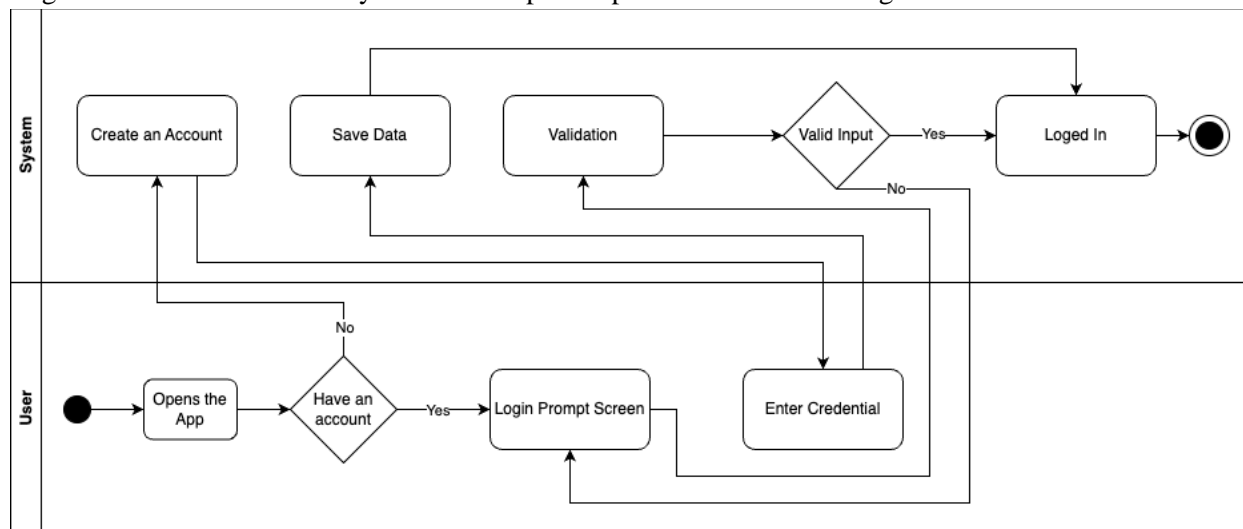 System
Create an Account
Save Data
Validation
Valid Input
Yes
Loged In
No
User
No
Opens the
App
Have an
account
Yes
Login Prompt Screen
Enter Credential